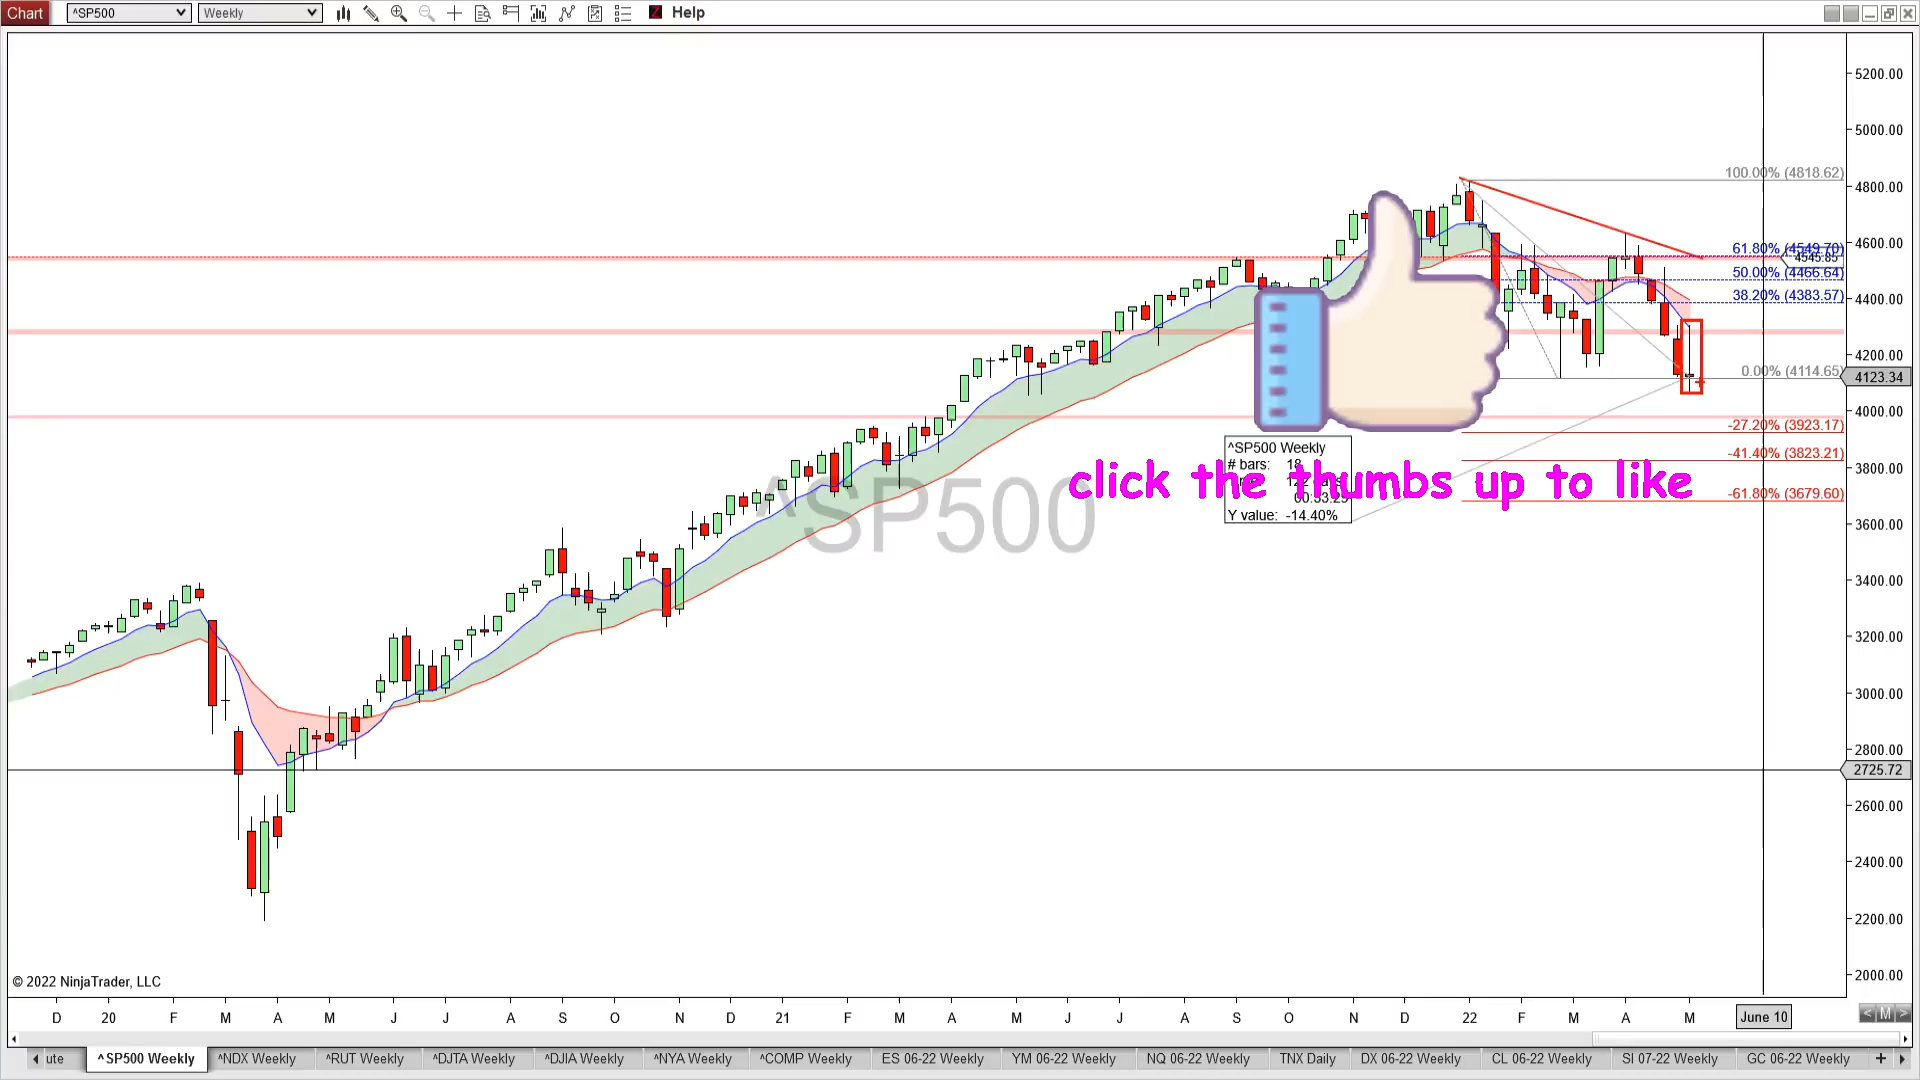 Chart ^SP500 Weekly Help
5200.00
5000.00
100.00% (4818.62)
4800.00
4600.00
61.80% (4549.70)
4545.85
50.00% (4466.64)
38.20% (4383.57)
4400.00
4200.00
0.00% (4114.65)
4123.34
4000.00
-27.20% (3923.17)
^SP500 Weekly
# bars: 18
-41.40% (3823.21)
3800.00
click the thumbs up to like
-61.80% (3679.60)
Y value: -14.40%
^SP500
3600.00
3400.00
3200.00
3000.00
2800.00
2725.72
2600.00
2400.00
2200.00
2000.00
© 2022 NinjaTrader, LLC
D 20 F M A M J J A S O N D 21 F M A M J J A S O N D 22 F M A M June 10
< M >
ute ^SP500 Weekly ^NDX Weekly ^RUT Weekly ^DJTA Weekly ^DJIA Weekly ^NYA Weekly ^COMP Weekly ES 06-22 Weekly YM 06-22 Weekly NQ 06-22 Weekly TNX Daily DX 06-22 Weekly CL 06-22 Weekly SI 07-22 Weekly GC 06-22 Weekly +